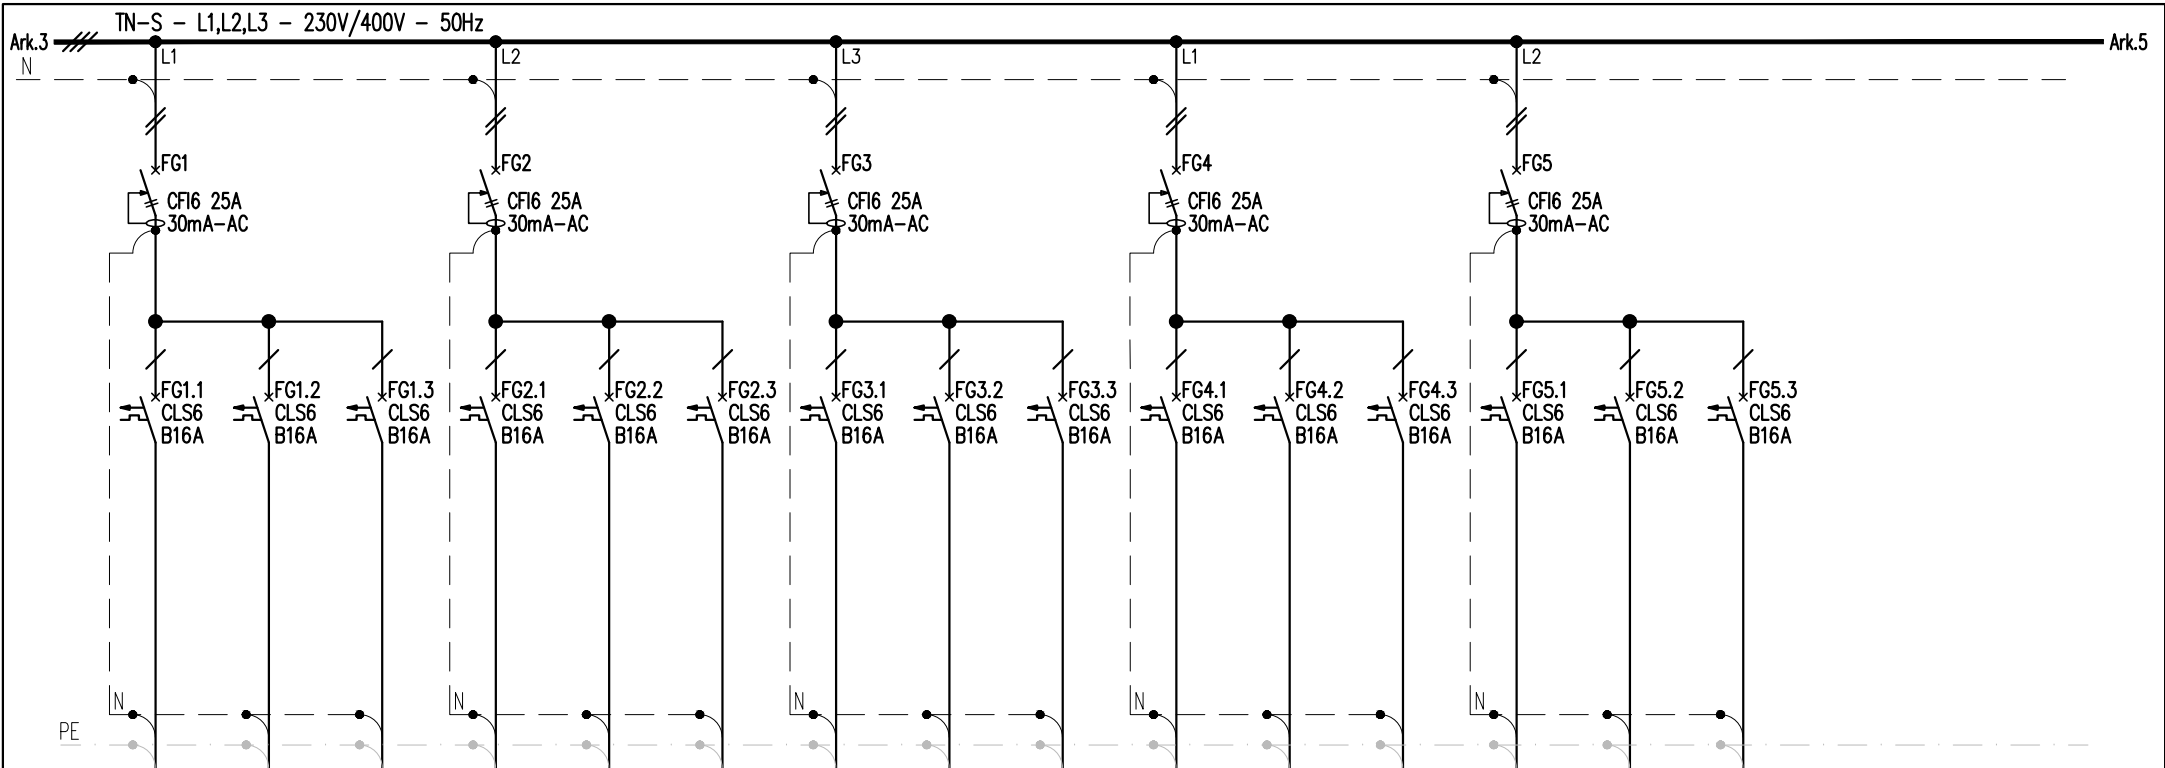 TN-S - L1,L2,L3 - 230V/400V - 50Hz
Ark.3
Ark.5
L1
L2
L3
L1
L2
N
FG1
CFI6 25A
30mA-AC
FG2
CFI6 25A
30mA-AC
FG3
CFI6 25A
30mA-AC
FG4
CFI6 25A
30mA-AC
FG5
CFI6 25A
30mA-AC
FG1.1
CLS6
B16A
FG1.2
CLS6
B16A
FG1.3
CLS6
B16A
FG2.1
CLS6
B16A
FG2.2
CLS6
B16A
FG2.3
CLS6
B16A
FG3.1
CLS6
B16A
FG3.2
CLS6
B16A
FG3.3
CLS6
B16A
FG4.1
CLS6
B16A
FG4.2
CLS6
B16A
FG4.3
CLS6
B16A
FG5.1
CLS6
B16A
FG5.2
CLS6
B16A
FG5.3
CLS6
B16A
N
N
N
N
N
PE